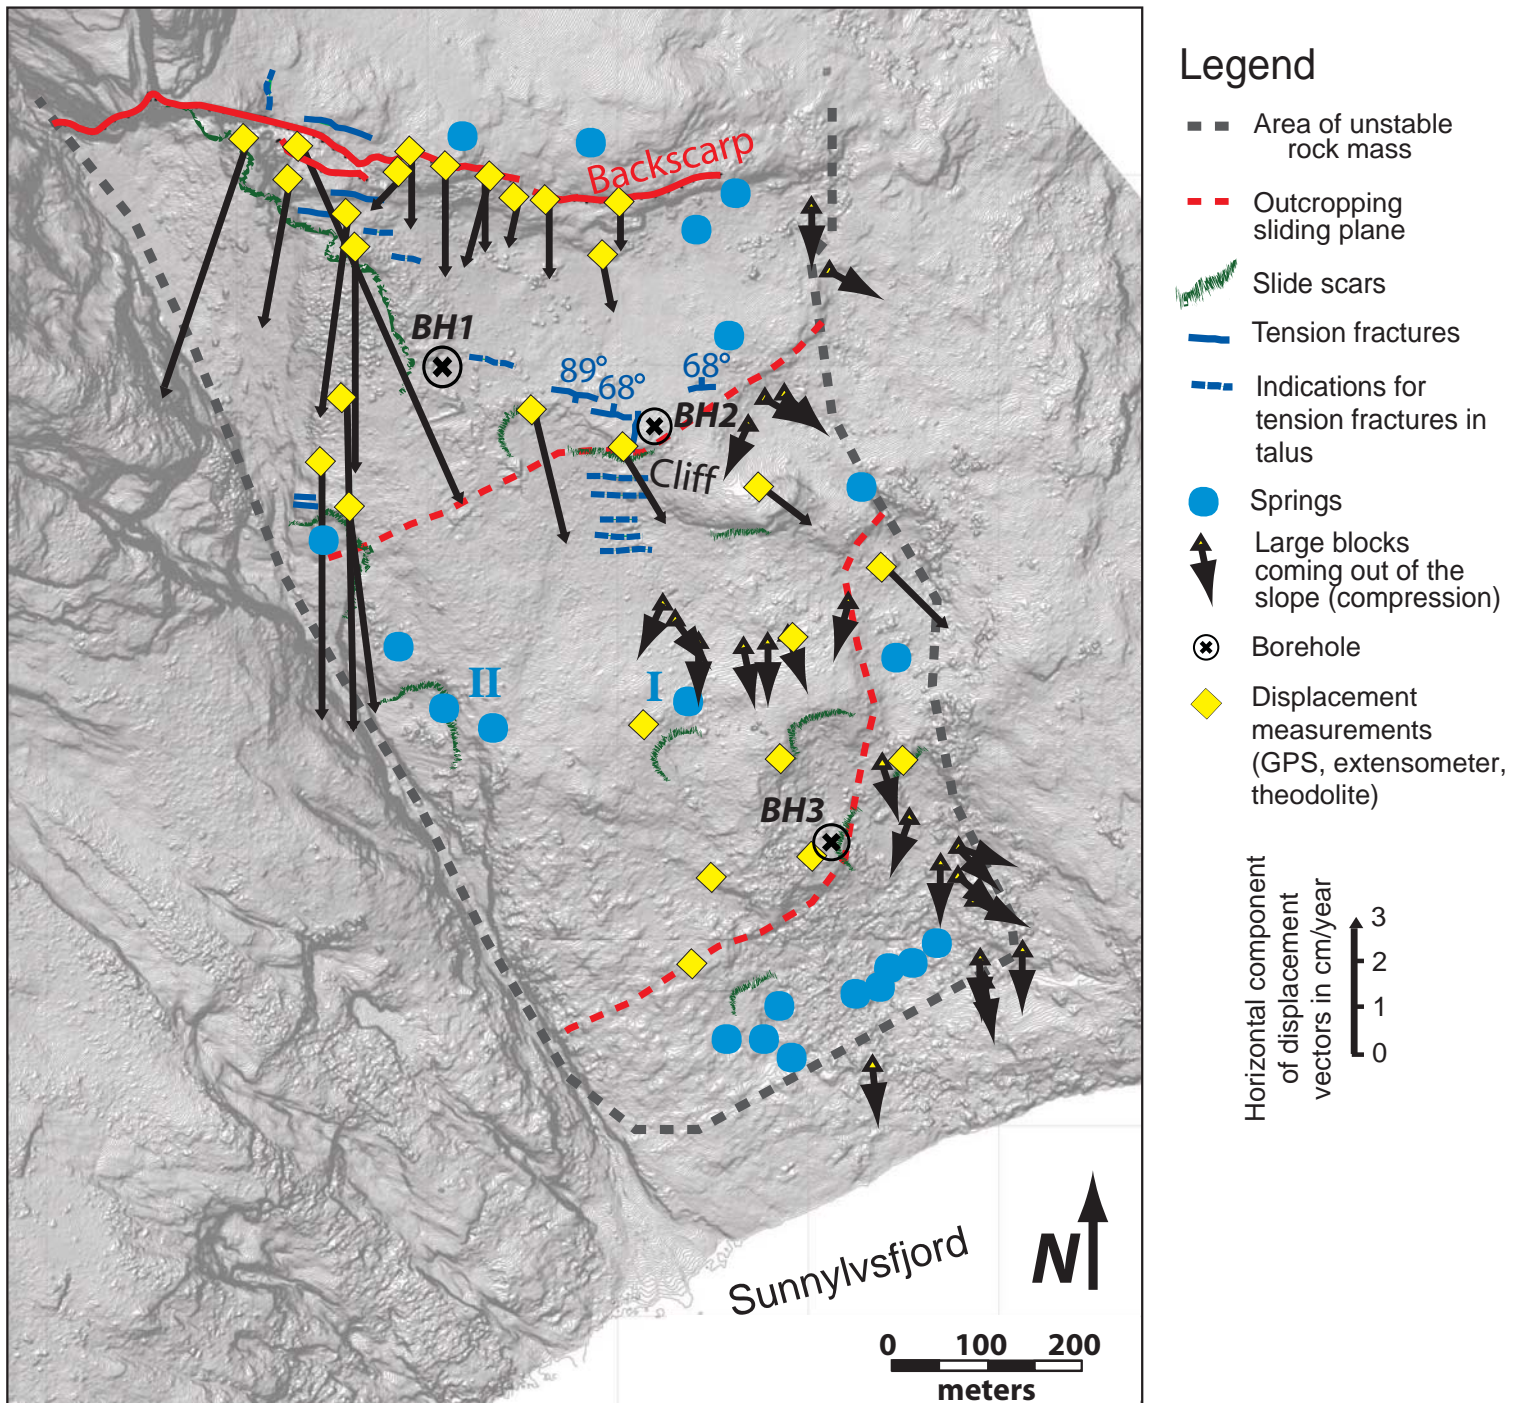 Backscarp
BH1
89°
68°
68°
BH2
Cliff
II
I
BH3
Sunnylvsfjord
N
0 100 200
meters
Legend
Area of unstable
rock mass
Outcropping
sliding plane
Slide scars
Tension fractures
Indications for
tension fractures in
talus
Springs
Large blocks
coming out of the
slope (compression)
Borehole
Displacement
measurements
(GPS, extensometer,
theodolite)
Horizontal component
of displacement
vectors in cm/year
3
2
1
0